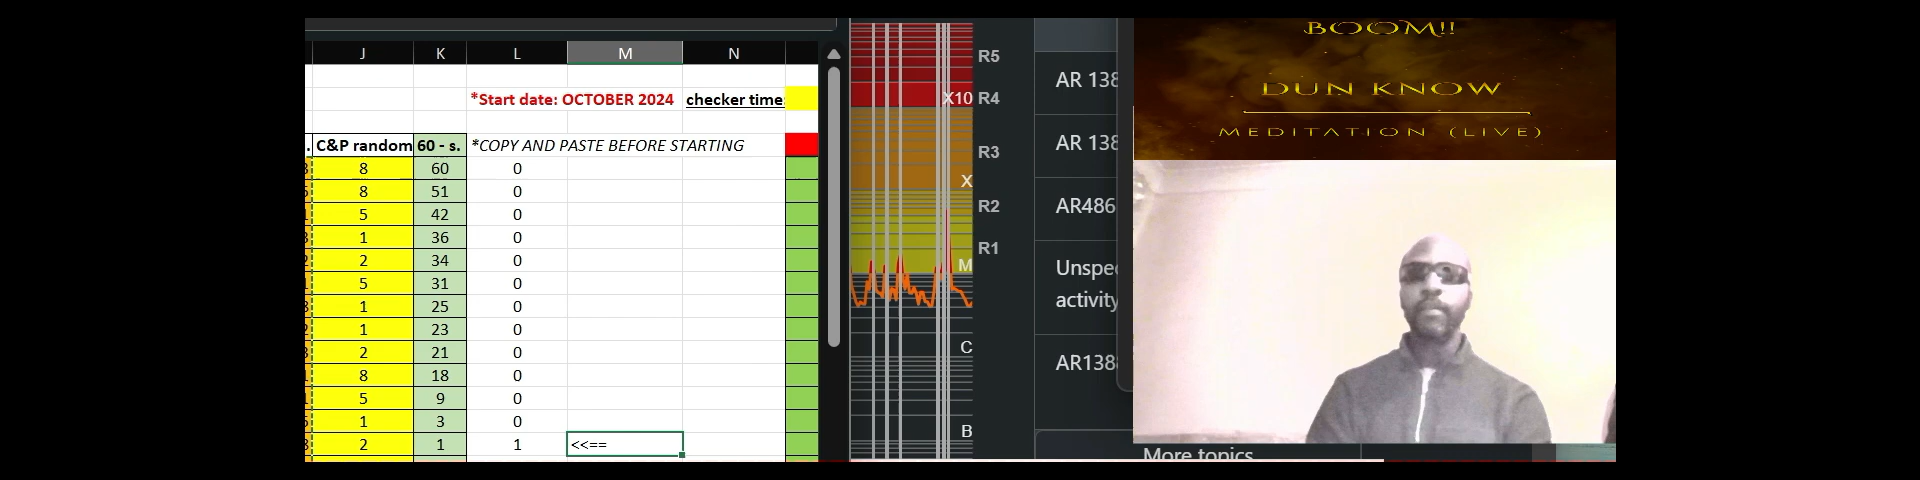 J K L M N
*Start date: OCTOBER 2024 checker time:
C&P random 60 - s. *COPY AND PASTE BEFORE STARTING
8 60 0
8 51 0
5 42 0
1 36 0
2 34 0
5 31 0
1 25 0
1 23 0
2 21 0
8 18 0
5 9 0
1 3 0
2 1 1 <<==
R5
X10 R4
R3
X
R2
R1
M
C
B
AR 138
AR 138
AR486
Unspe
activity
AR138
More topics
BOOM!!
DUN KNOW
MEDITATION (LIVE)